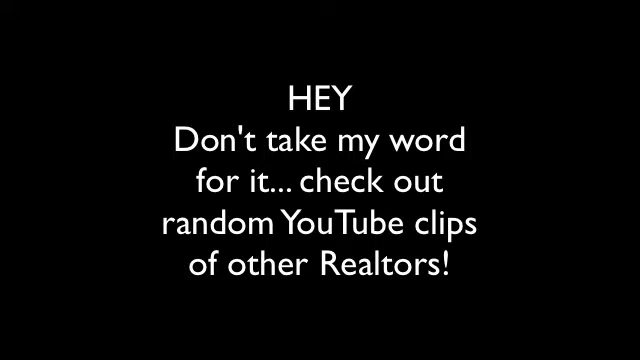 HEY
Don't take my word
for it... check out
random YouTube clips
of other Realtors!